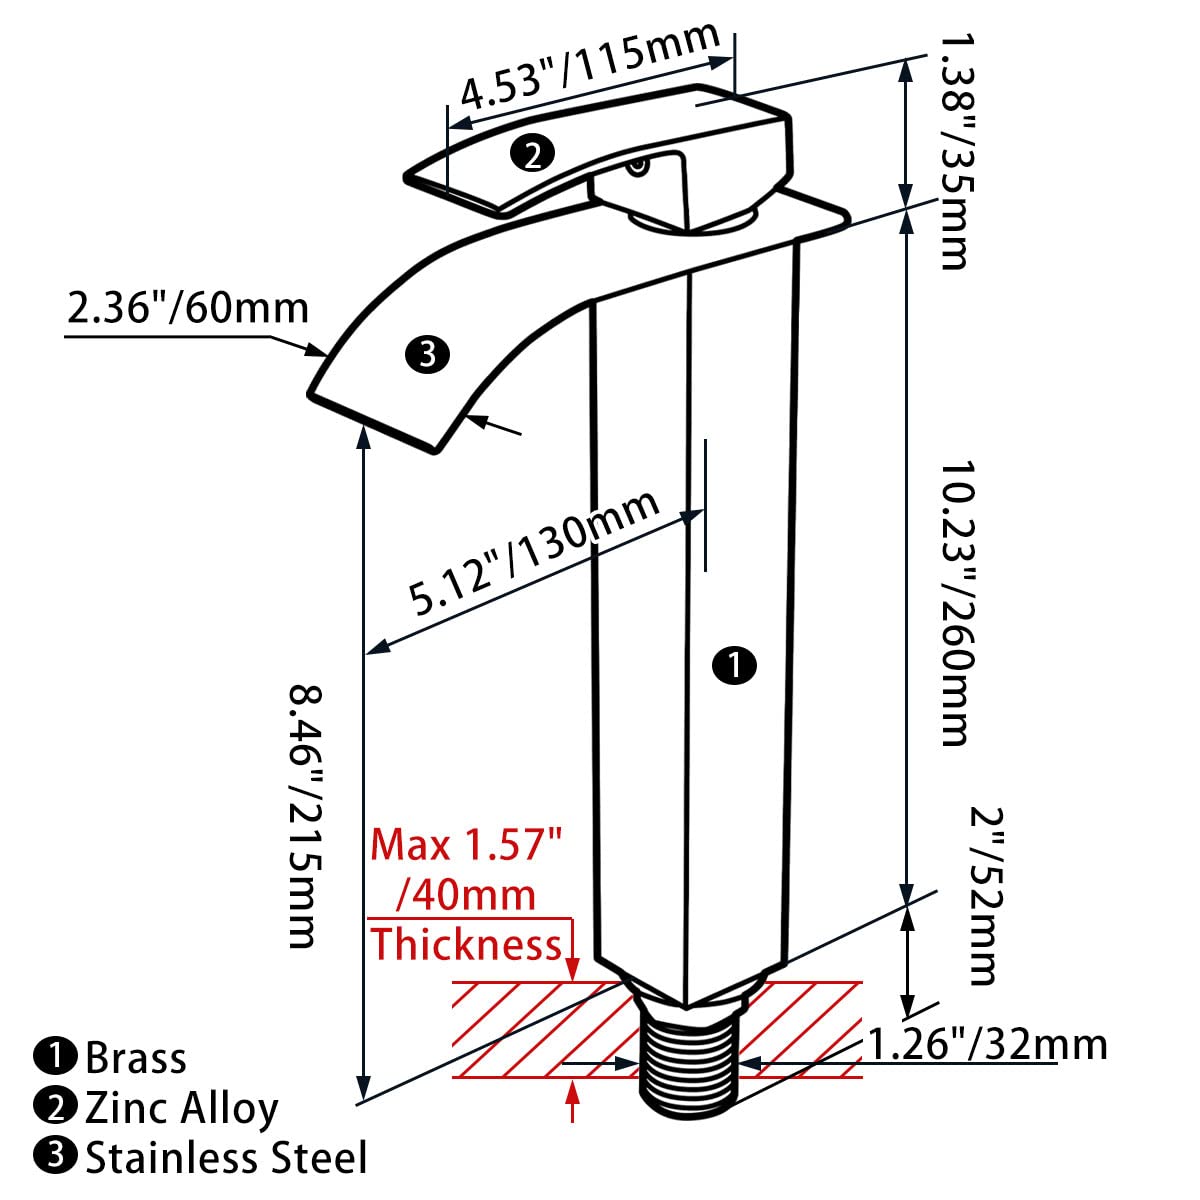 4.53"/115mm
1.38"/35mm
2
2.36"/60mm
3
5.12"/130mm
10.23"/260mm
1
8.46"/215mm
Max 1.57"
/40mm
Thickness
2"/52mm
1.26"/32mm
1 Brass
2 Zinc Alloy
3 Stainless Steel